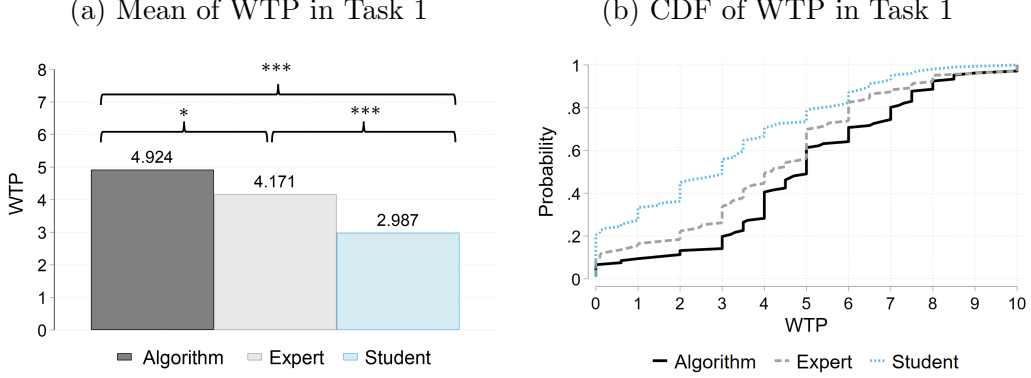 (a) Mean of WTP in Task 1
8
7
6
5
4
3
2
1
0
WTP
***
*
***
4.924
4.171
2.987
Algorithm Expert Student
(b) CDF of WTP in Task 1
1
.8
.6
.4
.2
0
Probability
0 1 2 3 4 5 6 7 8 9 10
WTP
Algorithm Expert Student